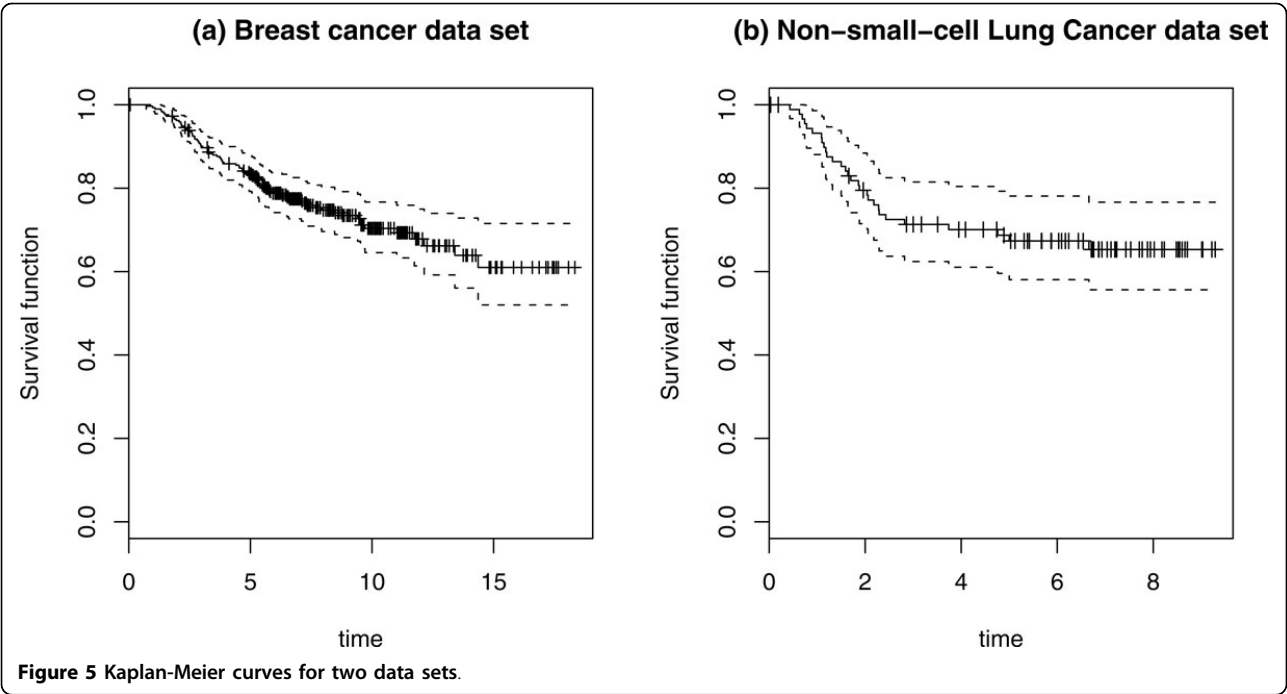 (a) Breast cancer data set
Survival function
1.0
0.8
0.6
0.4
0.2
0.0
0 5 10 15
time
(b) Non−small−cell Lung Cancer data set
Survival function
1.0
0.8
0.6
0.4
0.2
0.0
0 2 4 6 8
time
Figure 5 Kaplan-Meier curves for two data sets.